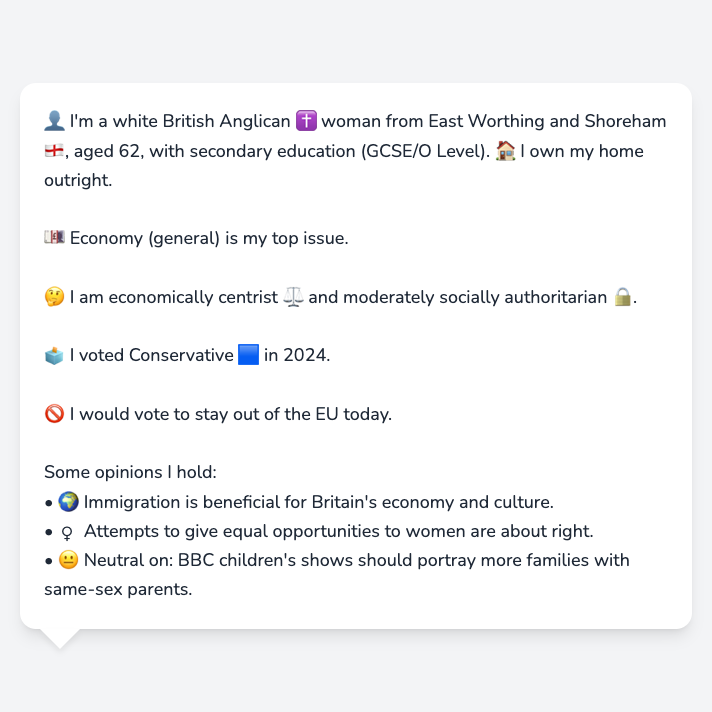 👤 I'm a white British Anglican ✝️ woman from East Worthing and Shoreham
🏴󠁧󠁢󠁥󠁮󠁧󠁿, aged 62, with secondary education (GCSE/O Level). 🏠 I own my home
outright.
💷 Economy (general) is my top issue.
🤔 I am economically centrist ⚖️ and moderately socially authoritarian 🔒.
🗳️ I voted Conservative 🟦 in 2024.
🚫 I would vote to stay out of the EU today.
Some opinions I hold:
• 🌍 Immigration is beneficial for Britain's economy and culture.
• ♀ Attempts to give equal opportunities to women are about right.
• 😐 Neutral on: BBC children's shows should portray more families with
same-sex parents.